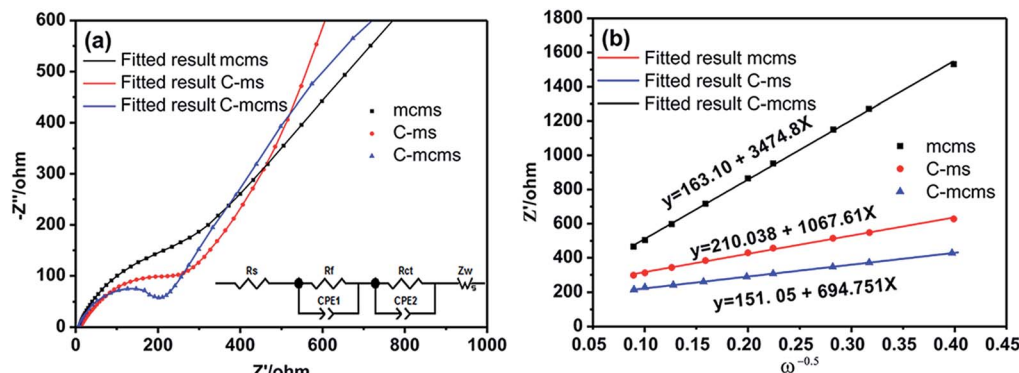 (a)
Fitted result mcms
Fitted result C-ms
Fitted result C-mcms
mcms
C-ms
C-mcms
Rs
Rf
Rct
Zw
CPE1
CPE2
s
600
500
400
300
200
100
0
-Z"/ohm
0 200 400 600 800 1000
Z'/ohm
(b)
Fitted result mcms
Fitted result C-ms
Fitted result C-mcms
mcms
C-ms
C-mcms
y=163.10 + 3474.8X
y=210.038 + 1067.61X
y=151. 05 + 694.751X
1800
1600
1400
1200
1000
800
600
400
200
0
Z'/ohm
0.05 0.10 0.15 0.20 0.25 0.30 0.35 0.40 0.45
ω^-0.5